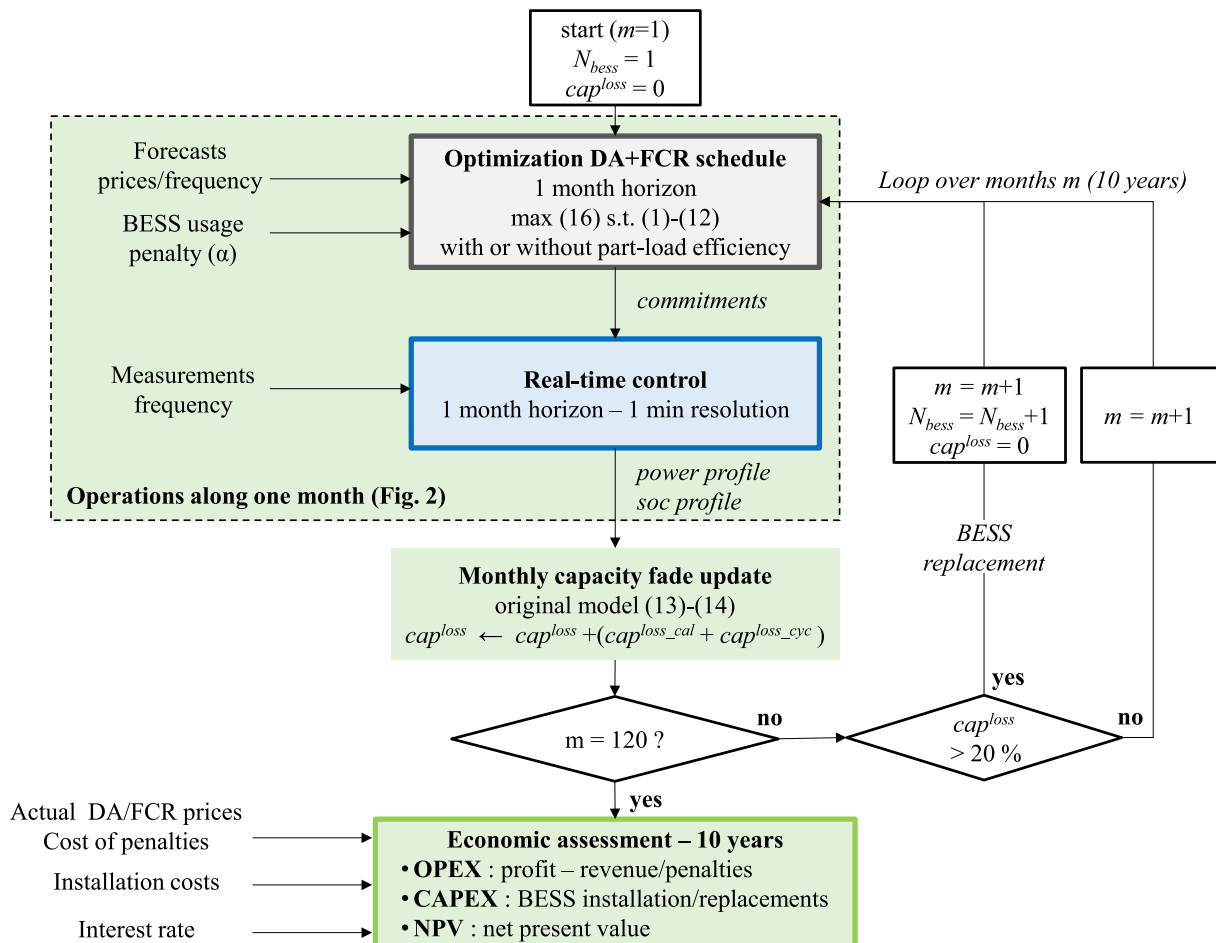 start (m=1)
N_bess = 1
cap^loss = 0
Forecasts
prices/frequency
BESS usage
penalty (α)
Optimization DA+FCR schedule
1 month horizon
max (16) s.t. (1)-(12)
with or without part-load efficiency
Loop over months m (10 years)
commitments
Measurements
frequency
Real-time control
1 month horizon – 1 min resolution
m = m+1
N_bess = N_bess+1
cap^loss = 0
m = m+1
power profile
soc profile
Operations along one month (Fig. 2)
BESS
replacement
Monthly capacity fade update
original model (13)-(14)
cap^loss ← cap^loss +(cap^loss_cal + cap^loss_cyc )
m = 120 ?
no
yes
cap^loss
> 20 %
yes
no
Actual DA/FCR prices
Cost of penalties
Installation costs
Interest rate
Economic assessment – 10 years
• OPEX : profit – revenue/penalties
• CAPEX : BESS installation/replacements
• NPV : net present value